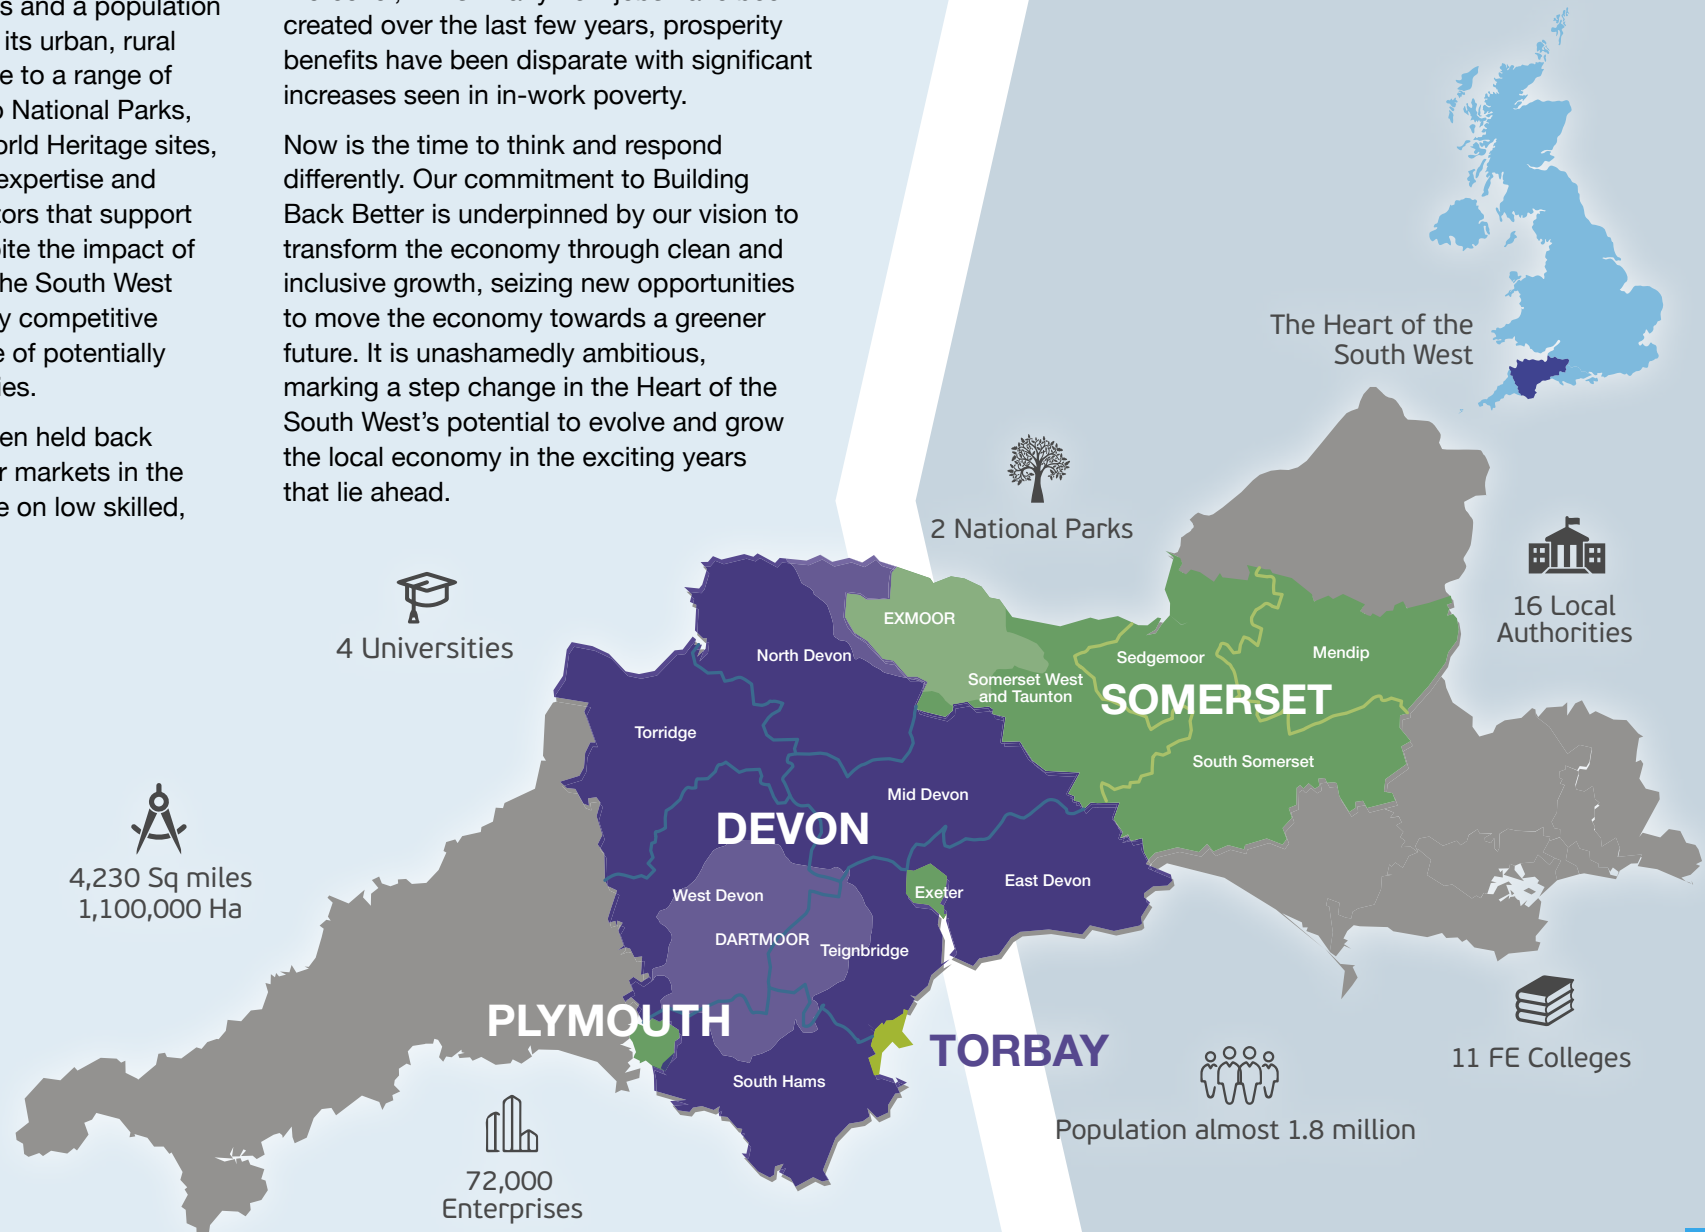 s and a population
its urban, rural
e to a range of
National Parks,
orld Heritage sites,
expertise and
tors that support
ite the impact of
he South West
y competitive
e of potentially
ies.
en held back
r markets in the
e on low skilled,
created over the last few years, prosperity
benefits have been disparate with significant
increases seen in in-work poverty.
Now is the time to think and respond
differently. Our commitment to Building
Back Better is underpinned by our vision to
transform the economy through clean and
inclusive growth, seizing new opportunities
to move the economy towards a greener
future. It is unashamedly ambitious,
marking a step change in the Heart of the
South West's potential to evolve and grow
the local economy in the exciting years
that lie ahead.
The Heart of the
South West
2 National Parks
16 Local
Authorities
4 Universities
EXMOOR
North Devon
Sedgemoor
Mendip
Somerset West
and Taunton
SOMERSET
Torridge
South Somerset
Mid Devon
DEVON
4,230 Sq miles
1,100,000 Ha
West Devon
Exeter
East Devon
DARTMOOR
Teignbridge
PLYMOUTH
TORBAY
11 FE Colleges
South Hams
Population almost 1.8 million
72,000
Enterprises